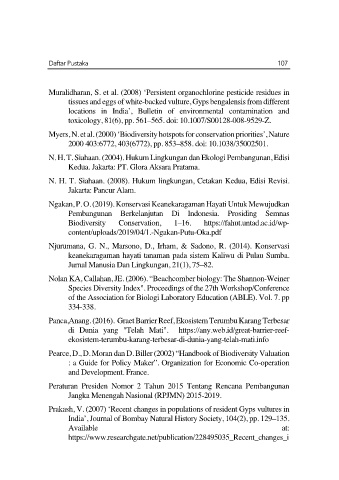 Daftar Pustaka 107
Muralidharan, S. et al. (2008) ‘Persistent organochlorine pesticide residues in
tissues and eggs of white-backed vulture, Gyps bengalensis from different
locations in India’, Bulletin of environmental contamination and
toxicology, 81(6), pp. 561–565. doi: 10.1007/S00128-008-9529-Z.
Myers, N. et al. (2000) ‘Biodiversity hotspots for conservation priorities’, Nature
2000 403:6772, 403(6772), pp. 853–858. doi: 10.1038/35002501.
N. H. T. Siahaan. (2004). Hukum Lingkungan dan Ekologi Pembangunan, Edisi
Kedua. Jakarta: PT. Glora Aksara Pratama.
N. H. T. Siahaan. (2008). Hukum lingkungan, Cetakan Kedua, Edisi Revisi.
Jakarta: Pancur Alam.
Ngakan, P. O. (2019). Konservasi Keanekaragaman Hayati Untuk Mewujudkan
Pembangunan Berkelanjutan Di Indonesia. Prosiding Semnas
Biodiversity Conservation, 1–16. https://fahut.untad.ac.id/wp-
content/uploads/2019/04/1.-Ngakan-Putu-Oka.pdf
Njurumana, G. N., Marsono, D., Irham, & Sadono, R. (2014). Konservasi
keanekaragaman hayati tanaman pada sistem Kaliwu di Pulau Sumba.
Jurnal Manusia Dan Lingkungan, 21(1), 75–82.
Nolan KA, Callahan, JE. (2006). “Beachcomber biology: The Shannon-Weiner
Species Diversity Index”. Proceedings of the 27th Workshop/Conference
of the Association for Biologi Laboratory Education (ABLE). Vol. 7. pp
334-338.
Panca,Anang. (2016). Graet Barrier Reef, Ekosistem Terumbu Karang Terbesar
di Dunia yang "Telah Mati". https://any.web.id/great-barrier-reef-
ekosistem-terumbu-karang-terbesar-di-dunia-yang-telah-mati.info
Pearce, D., D. Moran dan D. Biller (2002) “Handbook of Biodiversity Valuation
: a Guide for Policy Maker”. Organization for Economic Co-operation
and Development. France.
Peraturan Presiden Nomor 2 Tahun 2015 Tentang Rencana Pembangunan
Jangka Menengah Nasional (RPJMN) 2015-2019.
Prakash, V. (2007) ‘Recent changes in populations of resident Gyps vultures in
India’, Journal of Bombay Natural History Society, 104(2), pp. 129–135.
Available at:
https://www.researchgate.net/publication/228495035_Recent_changes_i